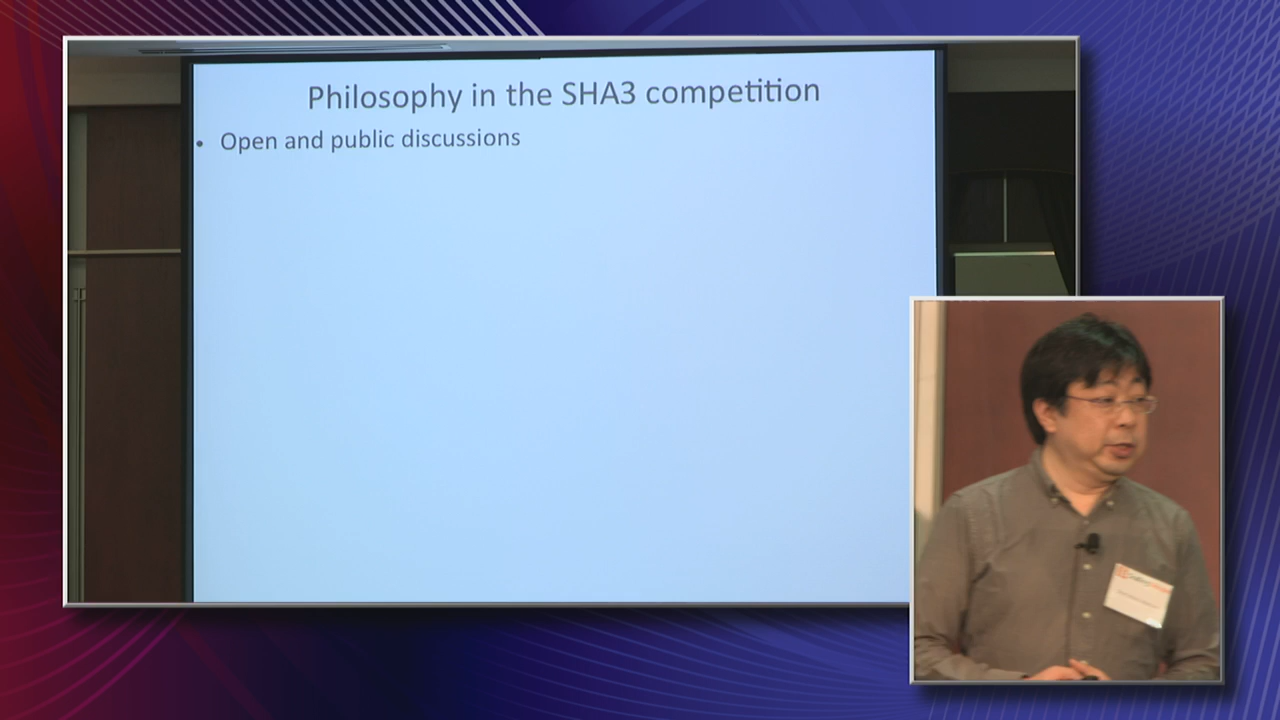 Philosophy in the SHA3 competition
• Open and public discussions